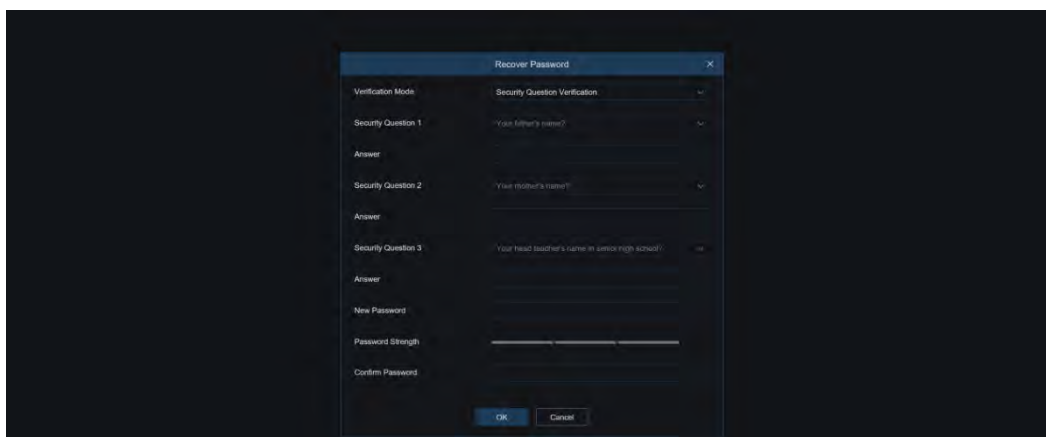 Recover Password
Verification Mode Security Question Verification
Security Question 1 Your father's name?
Answer
Security Question 2 Your mother's name?
Answer
Security Question 3 Your head teacher's name in senior high school?
Answer
New Password
Password Strength
Confirm Password
OK Cancel